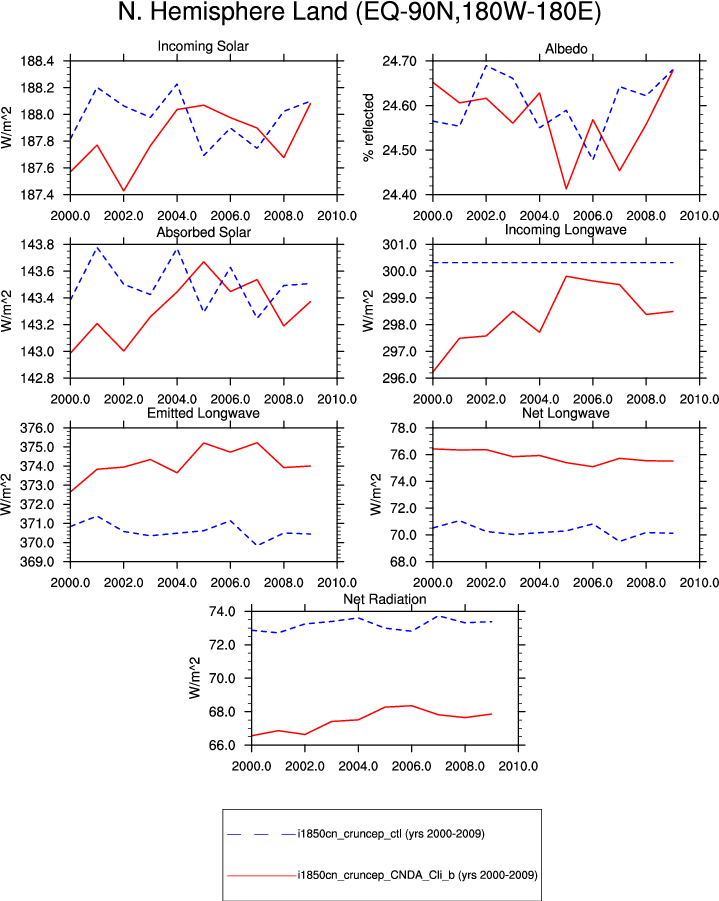 N. Hemisphere Land (EQ-90N,180W-180E)
Incoming Solar
W/m^2
188.4
188.2
188.0
187.8
187.6
187.4
2000.0 2002.0 2004.0 2006.0 2008.0 2010.0
Albedo
% reflected
24.70
24.60
24.50
24.40
2000.0 2002.0 2004.0 2006.0 2008.0 2010.0
Absorbed Solar
W/m^2
143.8
143.6
143.4
143.2
143.0
142.8
2000.0 2002.0 2004.0 2006.0 2008.0 2010.0
Incoming Longwave
W/m^2
301.0
300.0
299.0
298.0
297.0
296.0
2000.0 2002.0 2004.0 2006.0 2008.0 2010.0
Emitted Longwave
W/m^2
376.0
375.0
374.0
373.0
372.0
371.0
370.0
369.0
2000.0 2002.0 2004.0 2006.0 2008.0 2010.0
Net Longwave
W/m^2
78.0
76.0
74.0
72.0
70.0
68.0
2000.0 2002.0 2004.0 2006.0 2008.0 2010.0
Net Radiation
W/m^2
74.0
72.0
70.0
68.0
66.0
2000.0 2002.0 2004.0 2006.0 2008.0 2010.0
i1850cn_cruncep_ctl (yrs 2000-2009)
i1850cn_cruncep_CNDA_Cli_b (yrs 2000-2009)